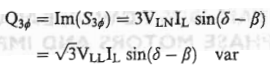 Q3ϕ = Im(S3ϕ) = 3VLNIL sin(δ − β)
= √3VLLIL sin(δ − β) var